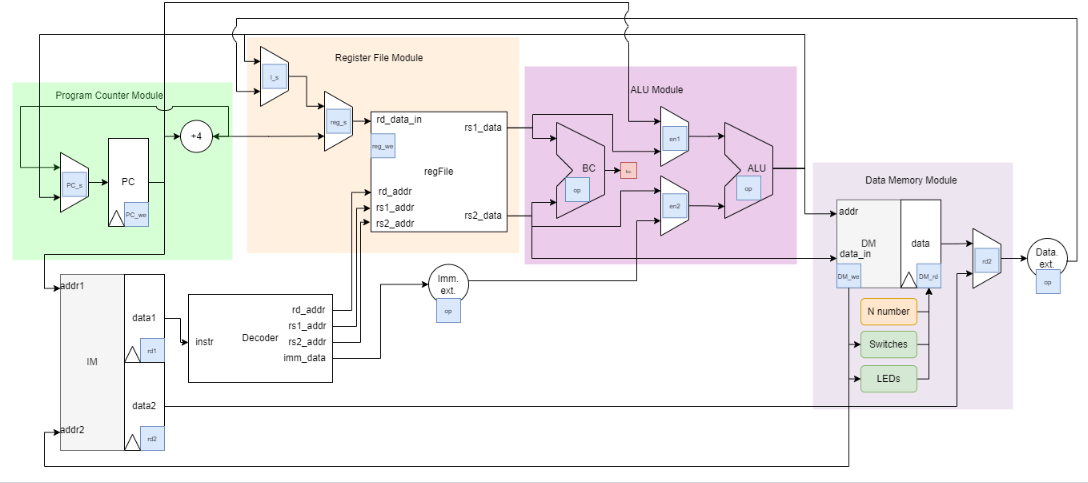 Program Counter Module
PC_s
PC
PC_we
+4
Register File Module
l_s
reg_s
rd_data_in
reg_we
regFile
rs1_data
rs2_data
rd_addr
rs1_addr
rs2_addr
ALU Module
BC
op
en1
en2
ALU
op
Data Memory Module
addr
DM
data_in
DM_we
data
DM_rd
N number
Switches
LEDs
rd2
Data.
ext.
op
addr1
IM
addr2
data1
rd1
data2
rd2
instr
Decoder
rd_addr
rs1_addr
rs2_addr
imm_data
Imm.
ext.
op